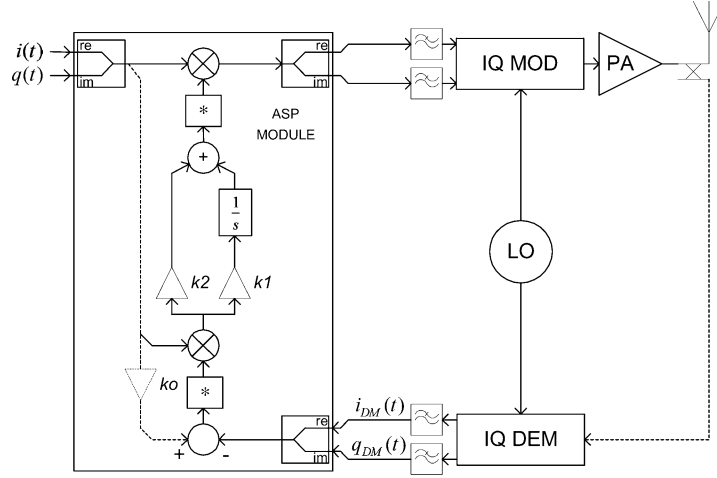 i(t)
re
re
IQ MOD
PA
q(t)
im
im
*
ASP
MODULE
+
1
s
LO
k2
k1
ko
*
i_DM(t)
re
IQ DEM
q_DM(t)
+
-
im